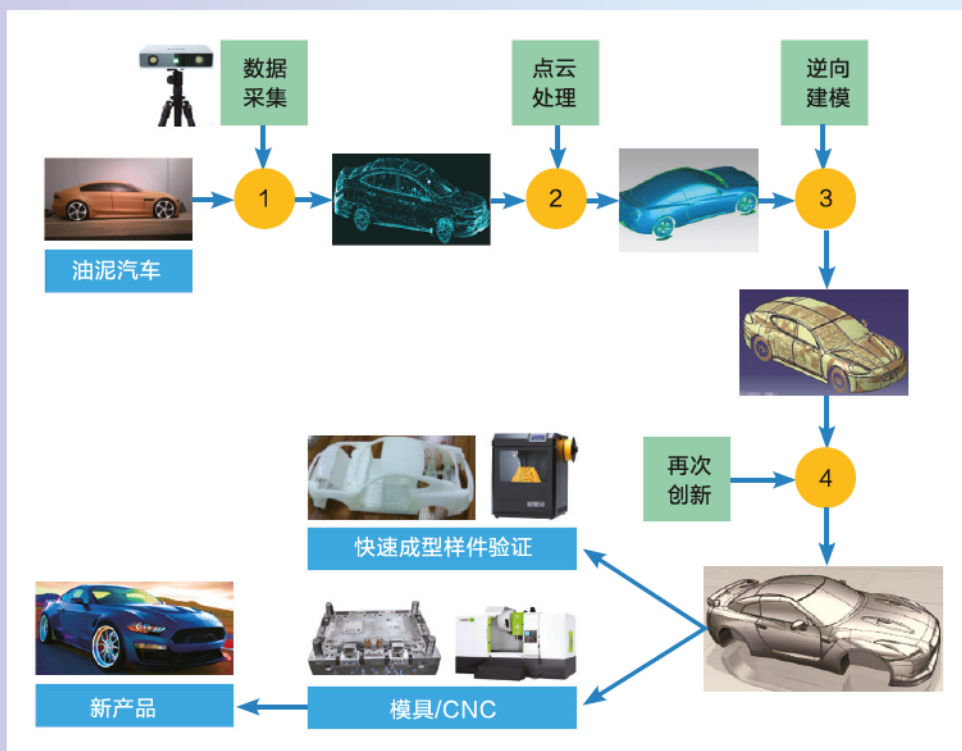 数据
采集
点云
处理
逆向
建模
1
2
3
油泥汽车
再次
创新
4
快速成型样件验证
模具/CNC
新产品